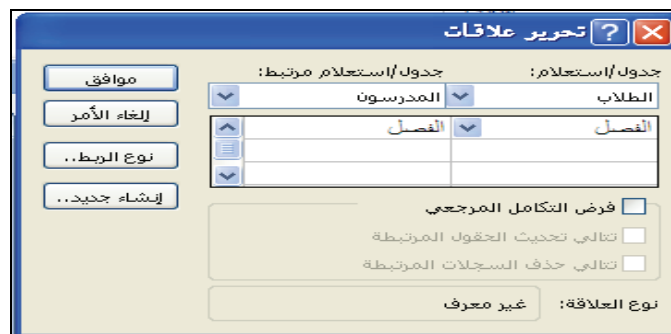 تحرير علاقات
جدول/استعلام: جدول/استعلام مرتبط:
الطلاب المدرسون
الفصل الفصل
موافق
إلغاء الأمر
نوع الربط..
إنشاء جديد..
فرض التكامل المرجعي
تتالي تحديث الحقول المرتبطة
تتالي حذف السجلات المرتبطة
نوع العلاقة: غير معرف